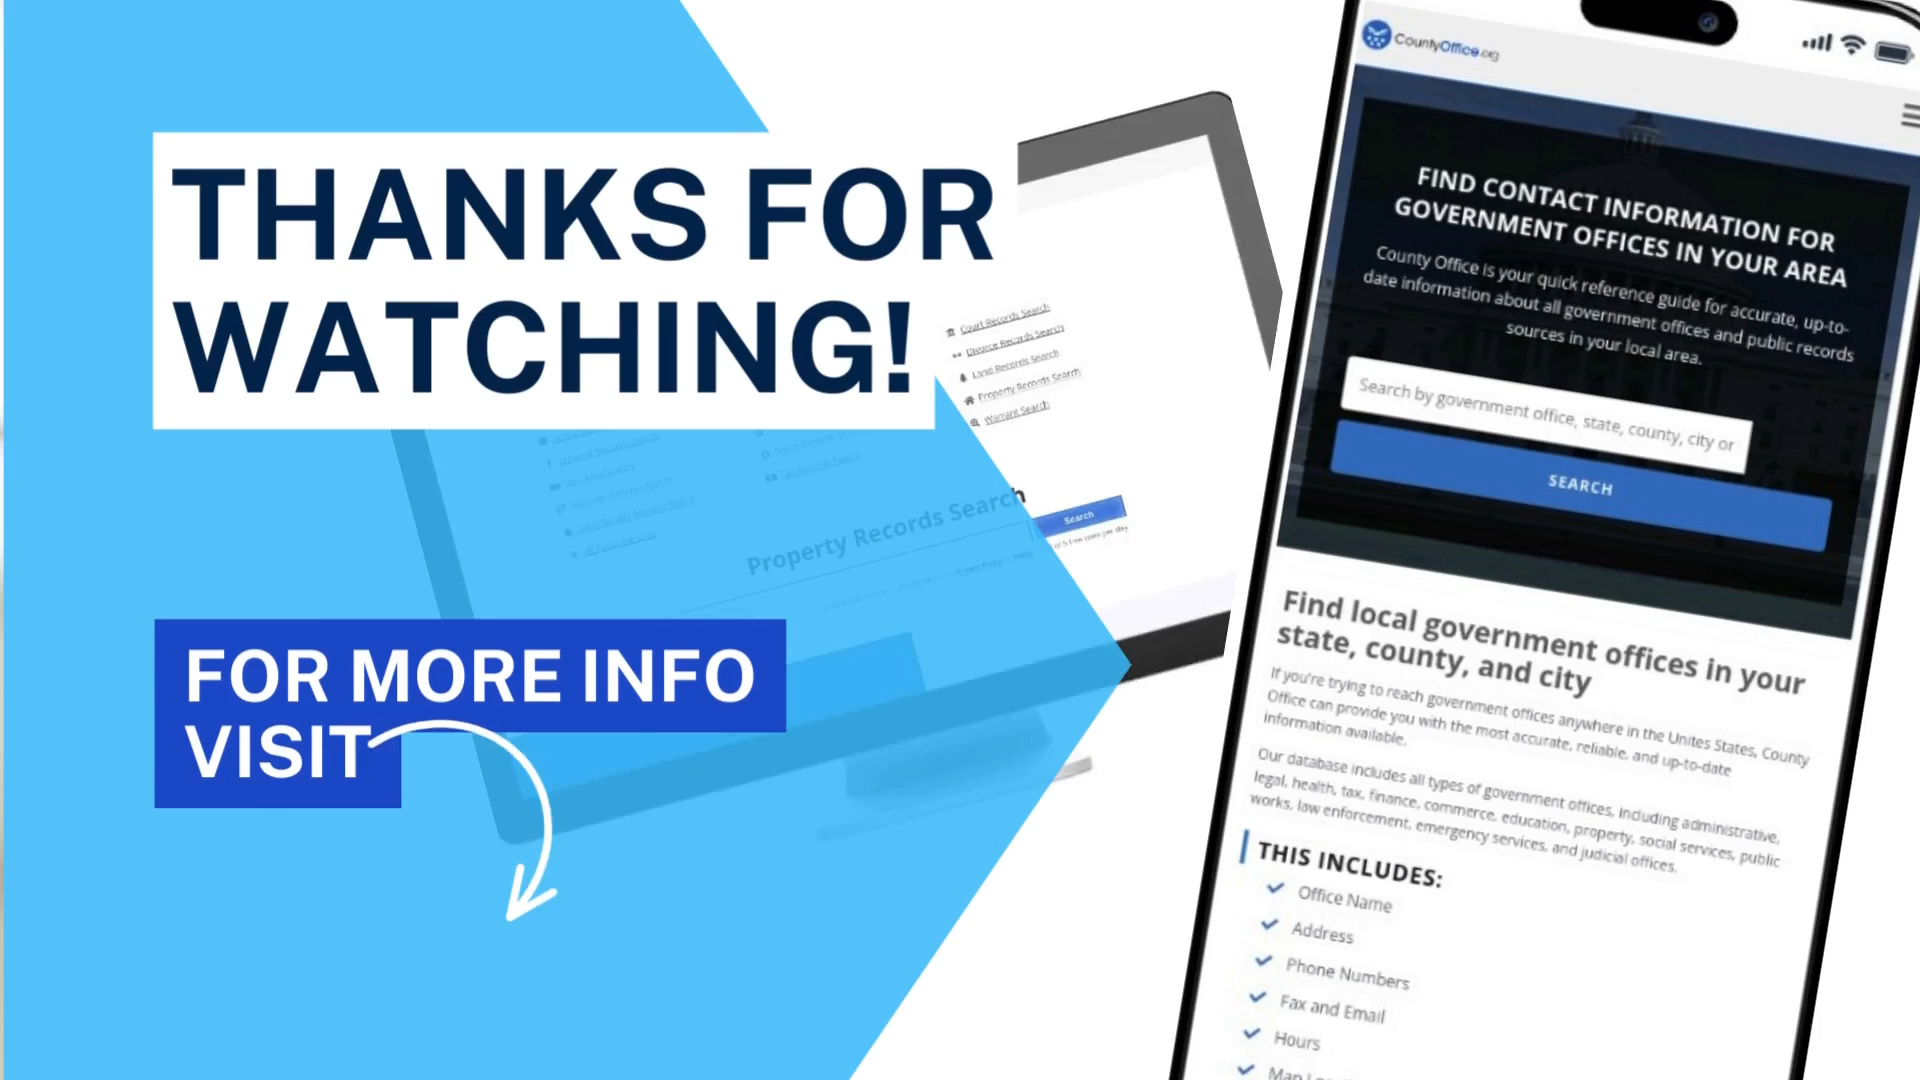 THANKS FOR
WATCHING!
FOR MORE INFO
VISIT
Court Records Search
Divorce Records Search
Land Records Search
Property Records Search
Warrant Search
Property Records Search
Search
CountyOffice.org
FIND CONTACT INFORMATION FOR
GOVERNMENT OFFICES IN YOUR AREA
County Office is your quick reference guide for accurate, up-to-
date information about all government offices and public records
sources in your local area.
Search by government office, state, county, city or
SEARCH
Find local government offices in your
state, county, and city
If you're trying to reach government offices anywhere in the Unites States, County
Office can provide you with the most accurate, reliable, and up-to-date
information available.
Our database includes all types of government offices, including administrative,
legal, health, tax, finance, commerce, education, property, social services, public
works, law enforcement, emergency services, and judicial offices.
THIS INCLUDES:
Office Name
Address
Phone Numbers
Fax and Email
Hours